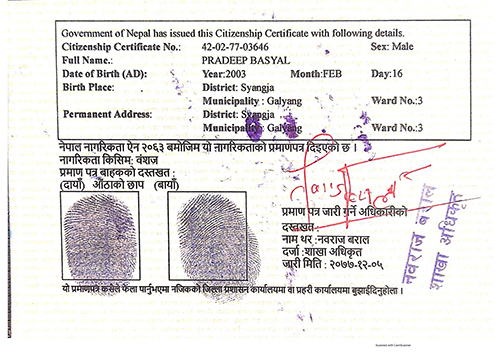 Government of Nepal has issued this Citizenship Certificate with following details.
Citizenship Certificate No.: 42-02-77-03646 Sex: Male
Full Name.: PRADEEP BASYAL
Date of Birth (AD): Year:2003 Month:FEB Day:16
Birth Place: District: Syangja
Municipality : Galyang Ward No.:3
Permanent Address: District: Syangja
Municipality : Galyang Ward No.:3
नेपाल नागरिकता ऐन २०६३ बमोजिम यो नागरिकताको प्रमाणपत्र दिइएको छ ।
नागरिकता किसिम: वंशज
प्रमाण पत्र बाहकको दस्तखत :
(दायाँ) औंठाको छाप (बायाँ)
प्रमाण पत्र जारी गर्ने अधिकारीको
दस्तखत :
नाम थर :नवराज बराल
दर्जा :शाखा अधिकृत
जारी मिति : २०७७-१२-०५
नवराज बराल
शाखा अधिकृत
यो प्रमाणपत्र कसैले फेला पार्नुभएमा नजिकको जिल्ला प्रशासन कार्यालयमा वा प्रहरी कार्यालयमा बुझाईदिनुहोला ।
Scanned with CamScanner